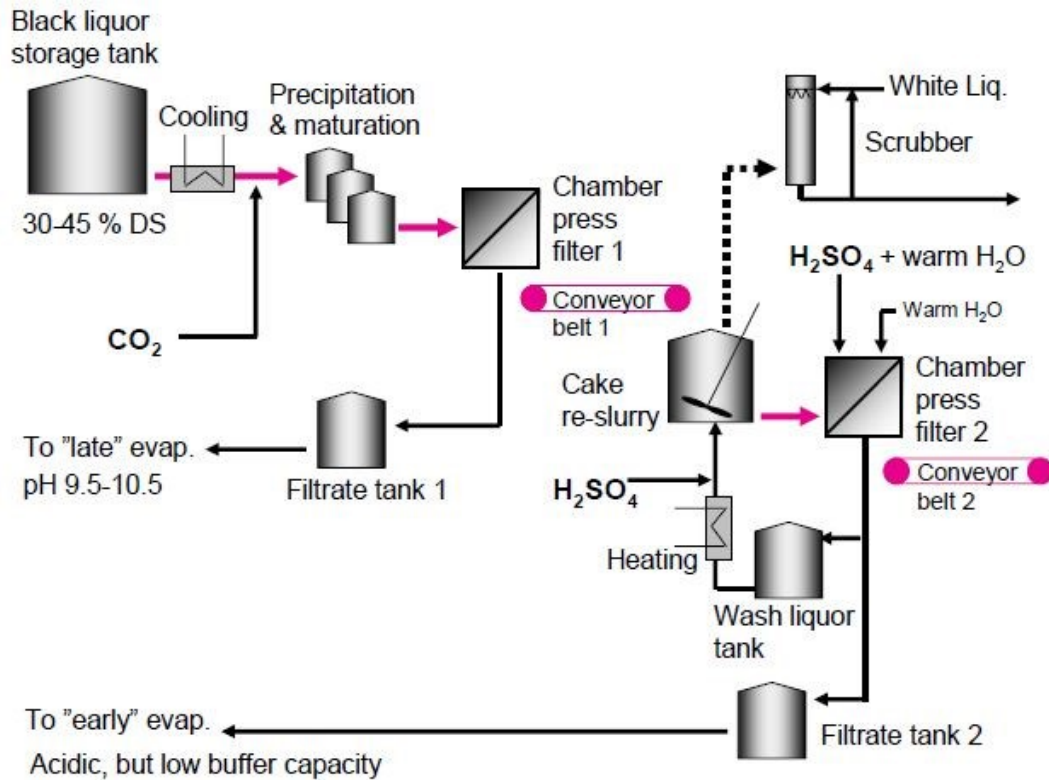 Black liquor
storage tank
Cooling
Precipitation
& maturation
White Liq.
Scrubber
30-45 % DS
Chamber
press
filter 1
H₂SO₄ + warm H₂O
Conveyor
belt 1
Warm H₂O
CO₂
Cake
re-slurry
Chamber
press
filter 2
To ”late” evap.
pH 9.5-10.5
Filtrate tank 1
H₂SO₄
Conveyor
belt 2
Heating
Wash liquor
tank
To ”early” evap.
Acidic, but low buffer capacity
Filtrate tank 2